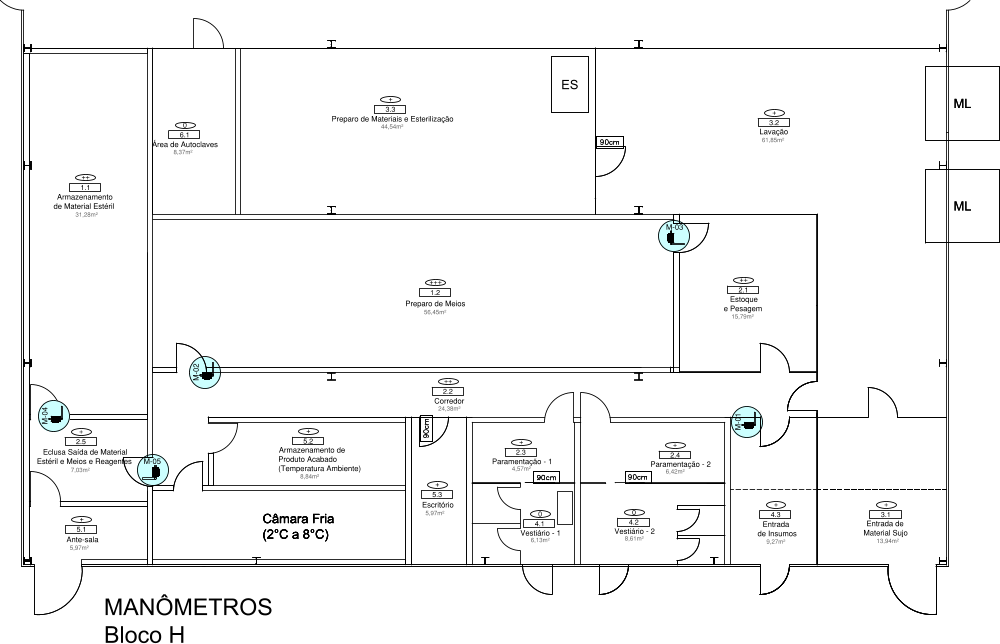 0
6.1
Área de Autoclaves
8,37m²
+
3.3
Preparo de Materiais e Esterilização
44,54m²
ES
90cm
+
3.2
Lavação
61,85m²
ML
ML
++
1.1
Armazenamento
de Material Estéril
31,28m²
M-03
+++
1.2
Preparo de Meios
56,45m²
++
2.1
Estoque
e Pesagem
15,79m²
M-02
++
2.2
Corredor
24,38m²
M-04
M-01
+
2.5
Eclusa Saída de Material
Estéril e Meios e Reagentes
7,03m²
M-05
+
5.2
Armazenamento de
Produto Acabado
(Temperatura Ambiente)
8,84m²
90cm
+
2.3
Paramentação - 1
4,57m²
90cm
+
2.4
Paramentação - 2
6,42m²
90cm
+
5.3
Escritório
5,97m²
+
5.1
Ante-sala
5,97m²
Câmara Fria
(2°C a 8°C)
0
4.1
Vestiário - 1
6,13m²
0
4.2
Vestiário - 2
8,61m²
+
4.3
Entrada
de Insumos
9,27m²
+
3.1
Entrada de
Material Sujo
13,94m²
MANÔMETROS
Bloco H